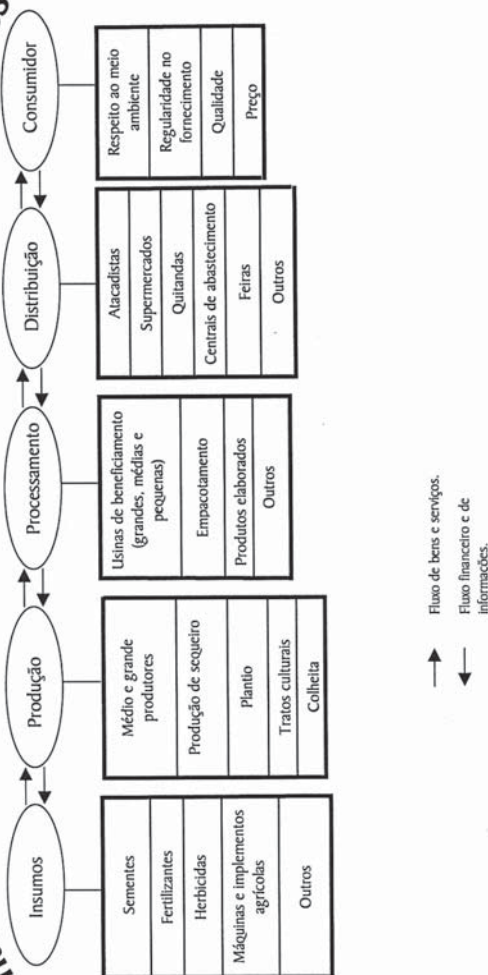 Insumos
Produção
Processamento
Distribuição
Consumidor
Sementes
Fertilizantes
Herbicidas
Máquinas e implementos
agrícolas
Outros
Médio e grande
produtores
Produção de sequeiro
Plantio
Tratos culturais
Colheita
Usinas de beneficiamento
(grandes, médias e
pequenas)
Empacotamento
Produtos elaborados
Outros
Atacadistas
Supermercados
Quitandas
Centrais de abastecimento
Feiras
Outros
Respeito ao meio
ambiente
Regularidade no
fornecimento
Qualidade
Preço
Fluxo de bens e serviços.
Fluxo financeiro e de
informações.